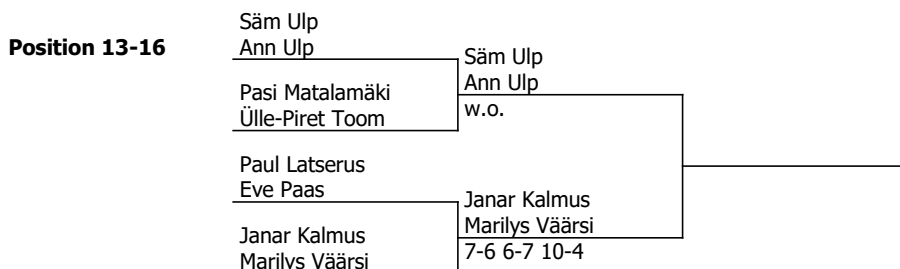 Position 13-16
Säm Ulp
Ann Ulp
Pasi Matalamäki
Ülle-Piret Toom
Paul Latserus
Eve Paas
Janar Kalmus
Marilys Väärsi
Säm Ulp
Ann Ulp
w.o.
Janar Kalmus
Marilys Väärsi
7-6 6-7 10-4